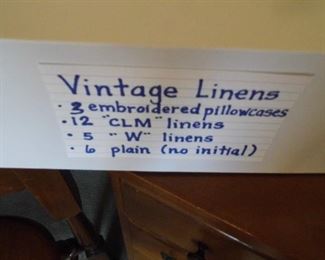 Vintage Linens
• 3 embroidered pillowcases
• 12 "CLM" linens
• 5 "W" linens
• 6 plain (no initial)